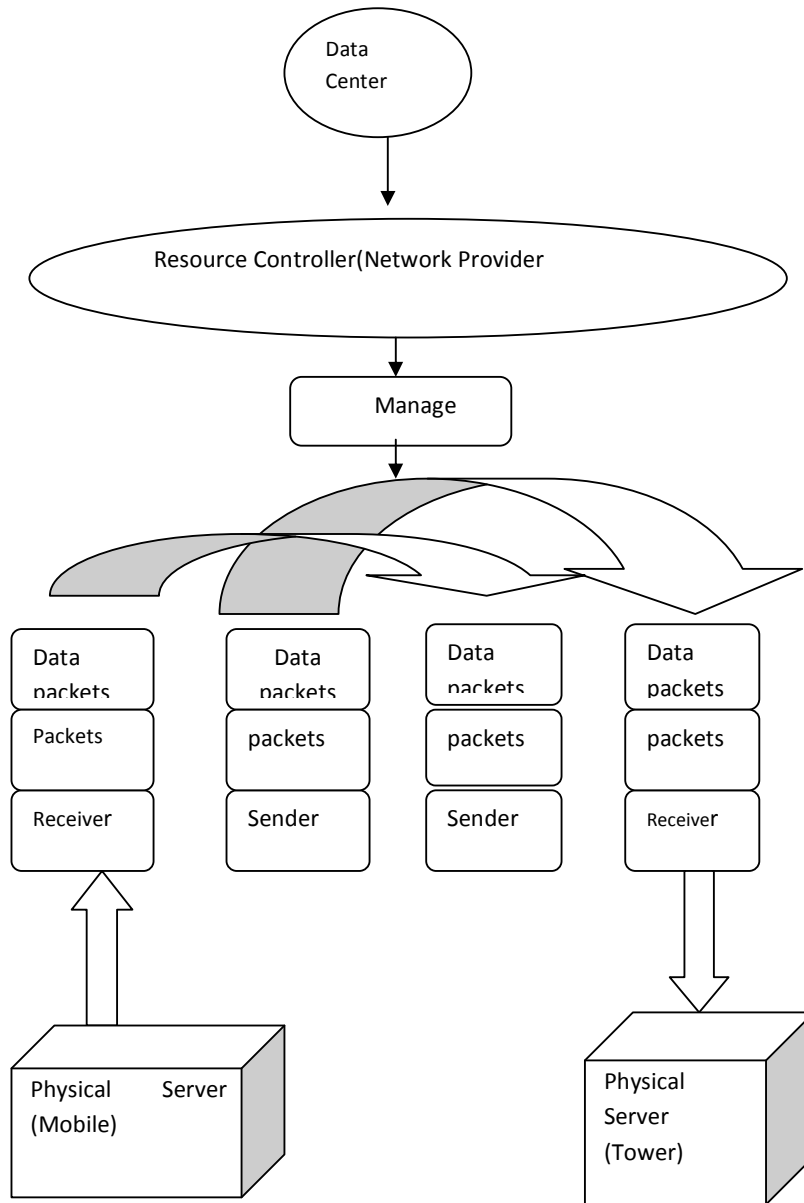 Data
Center
Resource Controller(Network Provider
Manage
Data
packets
Packets
Receiver
Data
packets
packets
Sender
Data
packets
packets
Sender
Data
packets
packets
Receiver
Physical Server
(Mobile)
Physical
Server
(Tower)